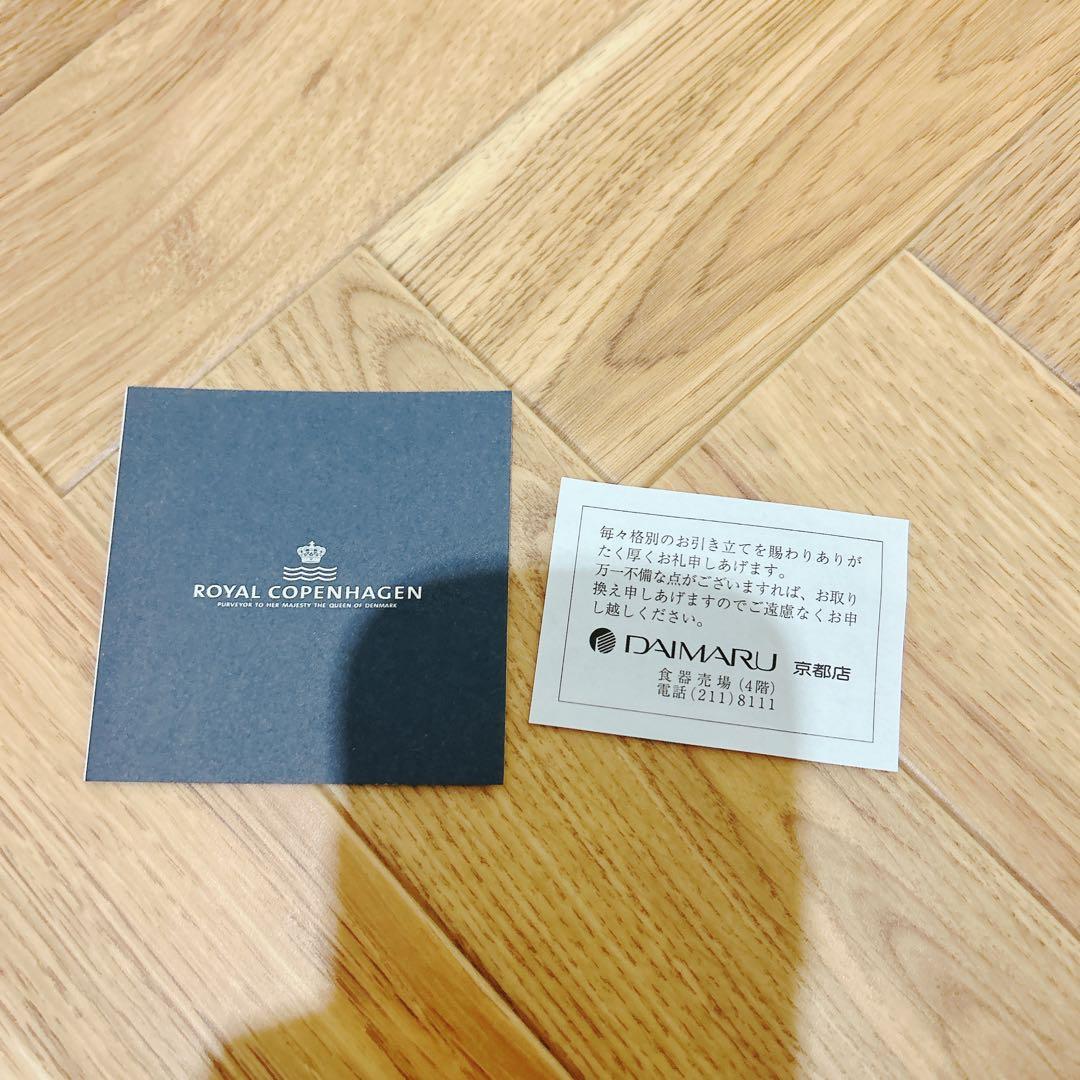 ROYAL COPENHAGEN
PURVEYOR TO HER MAJESTY THE QUEEN OF DENMARK
毎々格別のお引き立てを賜わりありが
たく厚くお礼申しあげます。
万一不備な点がございますれば、お取り
換え申しあげますのでご遠慮なくお申
し越しください。
DAIMARU 京都店
食器売場(4階)
電話(211)8111